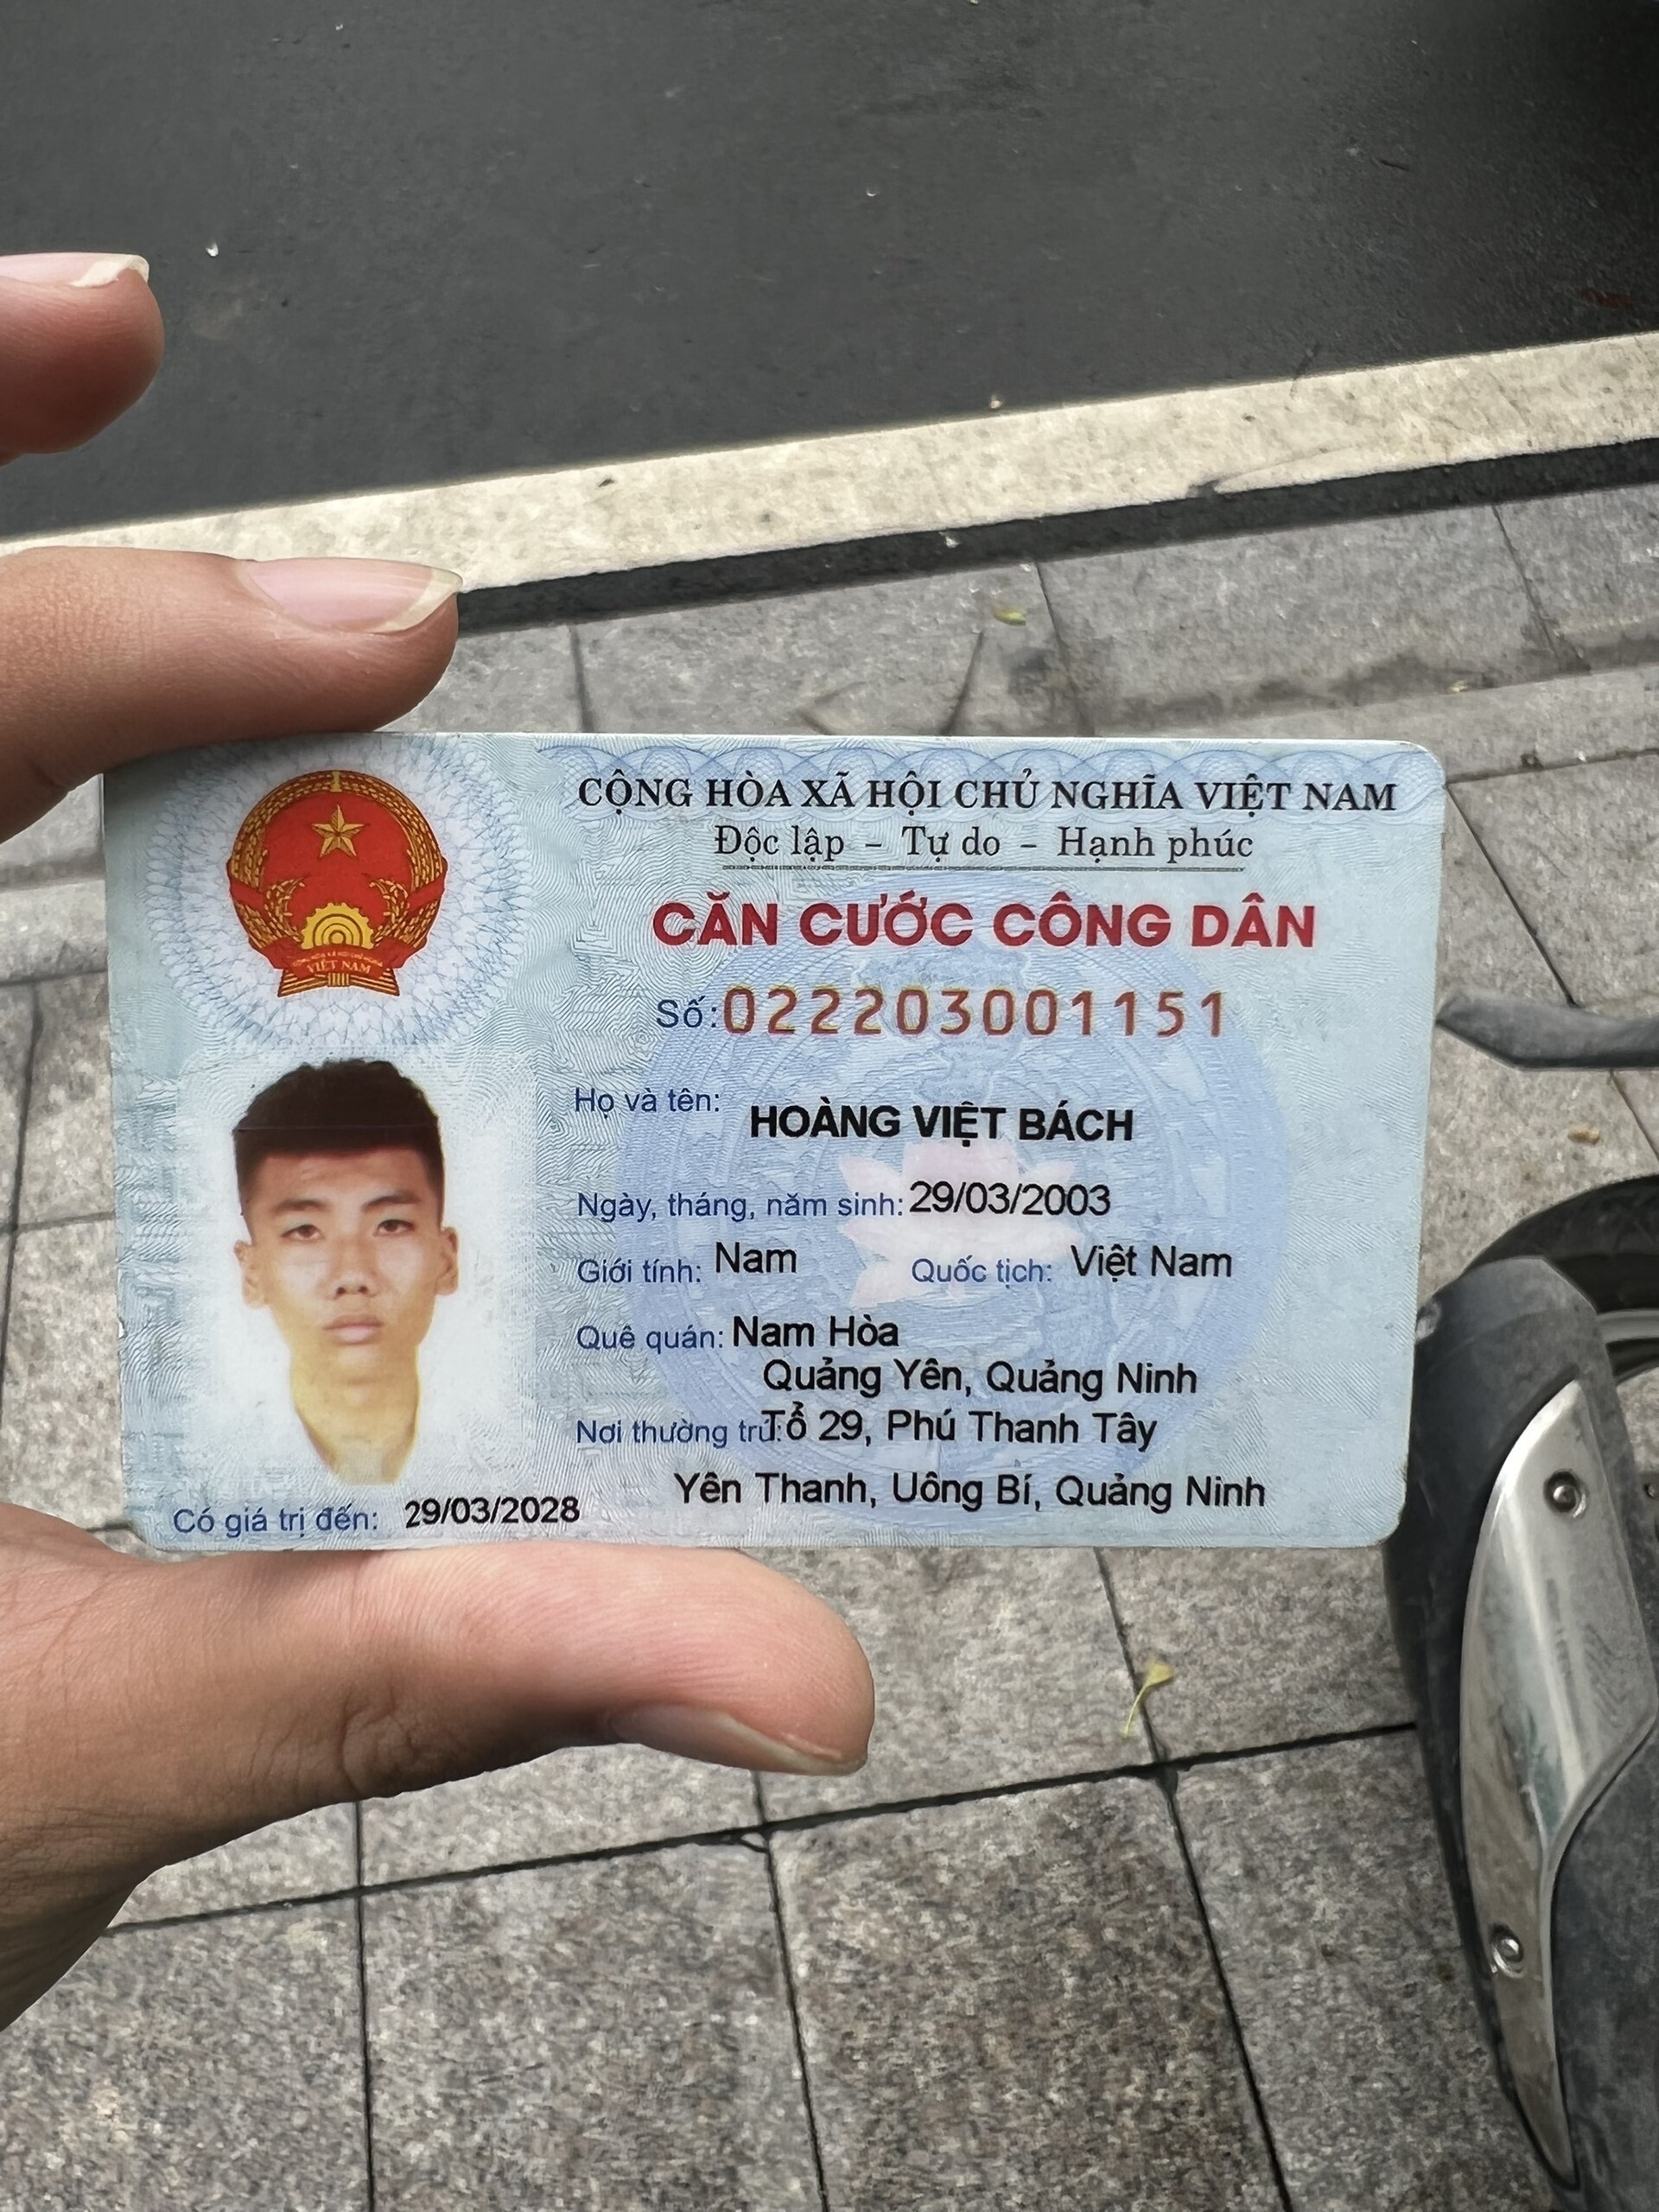 CỘNG HÒA XÃ HỘI CHỦ NGHĨA VIỆT NAM
Độc lập – Tự do – Hạnh phúc
CĂN CƯỚC CÔNG DÂN
Số: 022203001151
Họ và tên: HOÀNG VIỆT BÁCH
Ngày, tháng, năm sinh: 29/03/2003
Giới tính: Nam Quốc tịch: Việt Nam
Quê quán: Nam Hòa
Quảng Yên, Quảng Ninh
Nơi thường trú: Tổ 29, Phú Thanh Tây
Yên Thanh, Uông Bí, Quảng Ninh
Có giá trị đến: 29/03/2028
VIỆT NAM